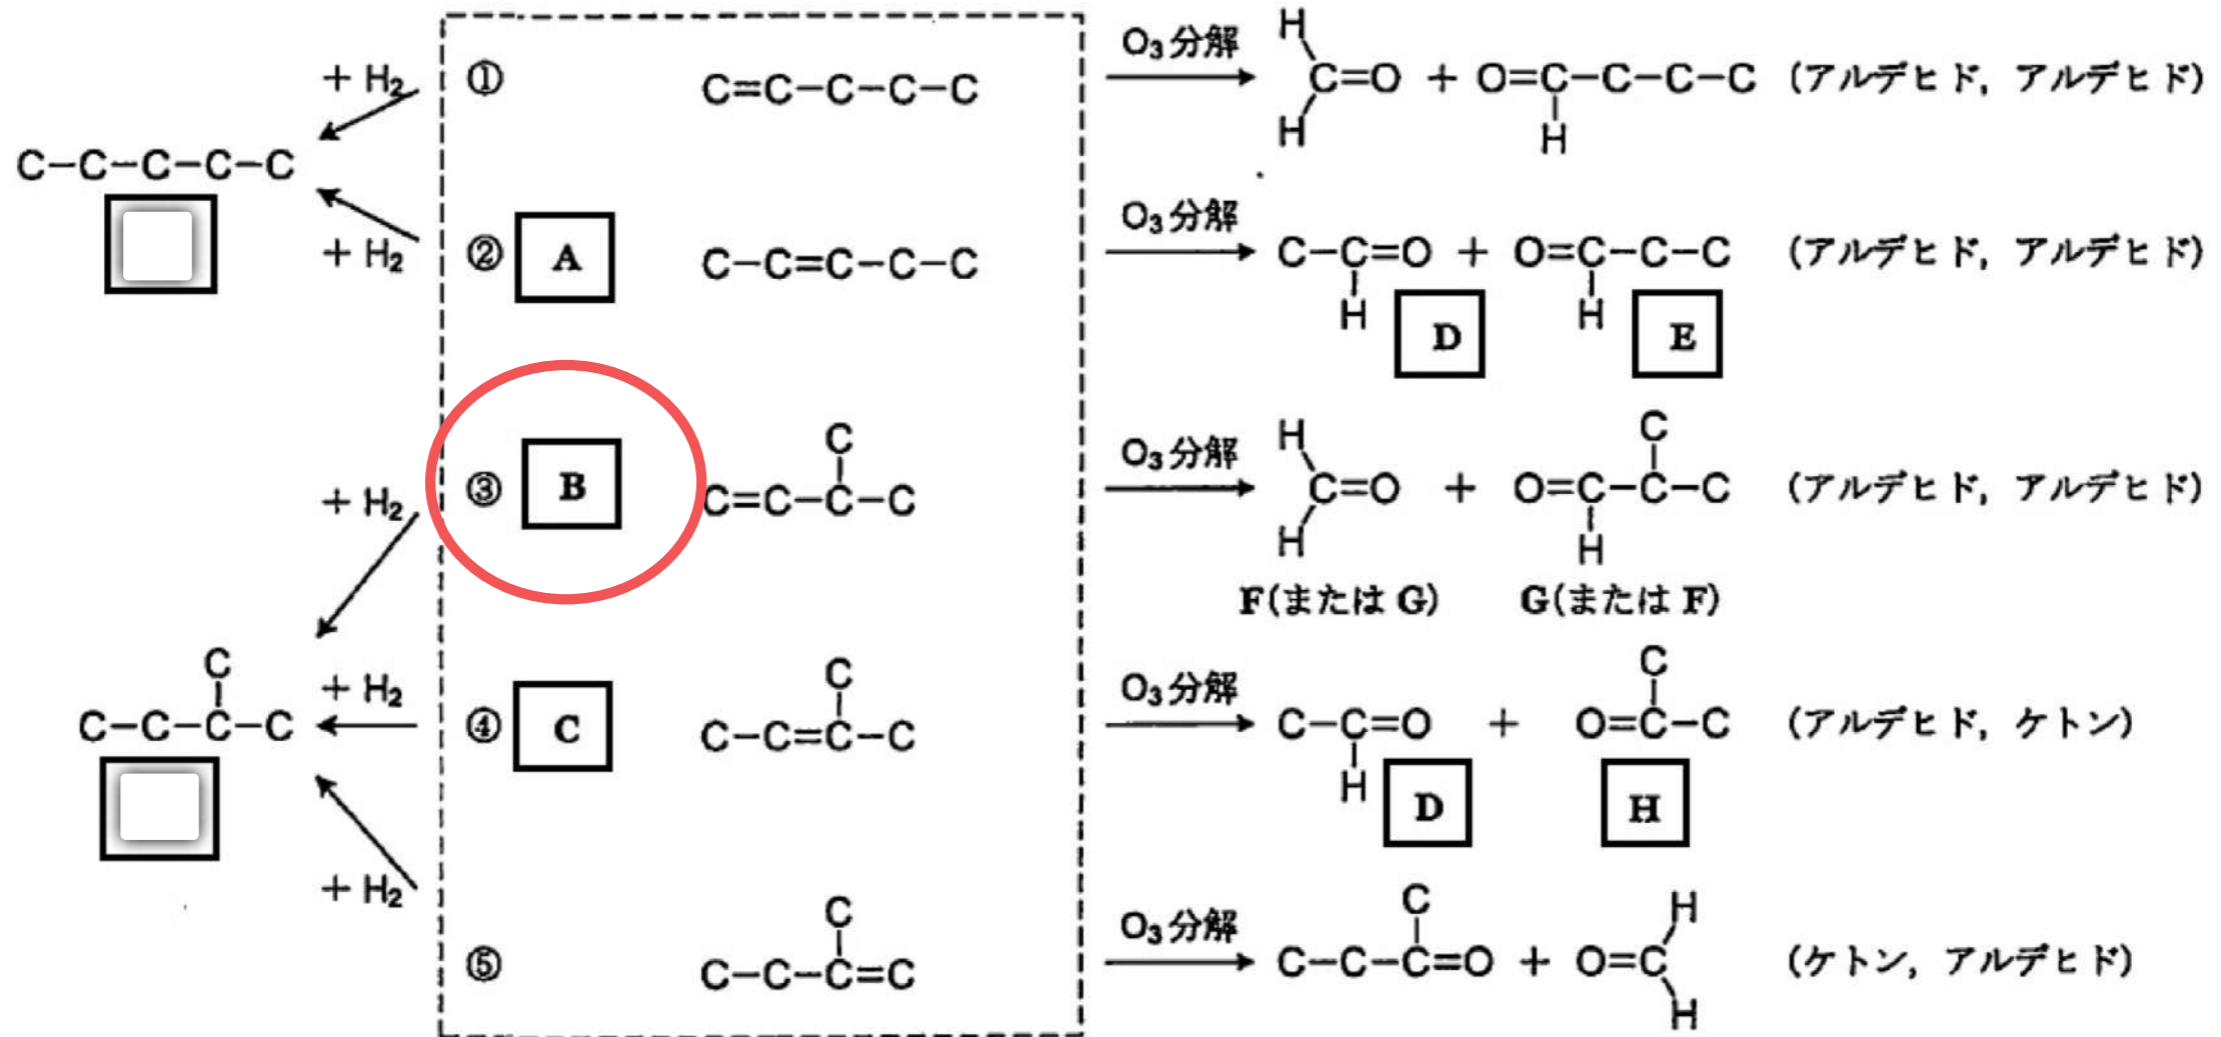 + H₂ ① C=C-C-C-C O₃分解 H H C=O + O=C-C-C-C H (アルデヒド, アルデヒド)
C-C-C-C-C
+ H₂ ② A C-C=C-C-C O₃分解 C-C=O H D + O=C-C-C H E (アルデヒド, アルデヒド)
+ H₂ ③ B C=C-C-C C O₃分解 H H C=O + O=C-C-C H C (アルデヒド, アルデヒド)
F(または G) G(または F)
C-C-C-C C
+ H₂ ④ C C-C=C-C C O₃分解 C-C=O H D + O=C-C C H (アルデヒド, ケトン)
+ H₂ ⑤ C-C-C=C C O₃分解 C-C-C=O C + O=C H H (ケトン, アルデヒド)